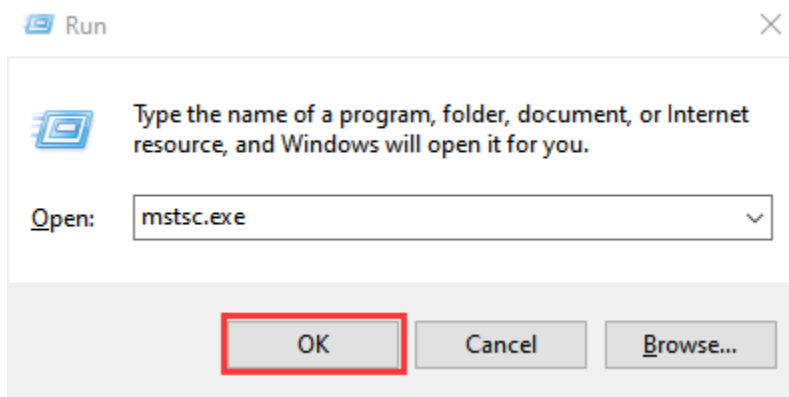 Run
Type the name of a program, folder, document, or Internet
resource, and Windows will open it for you.
Open: mstsc.exe
OK Cancel Browse...